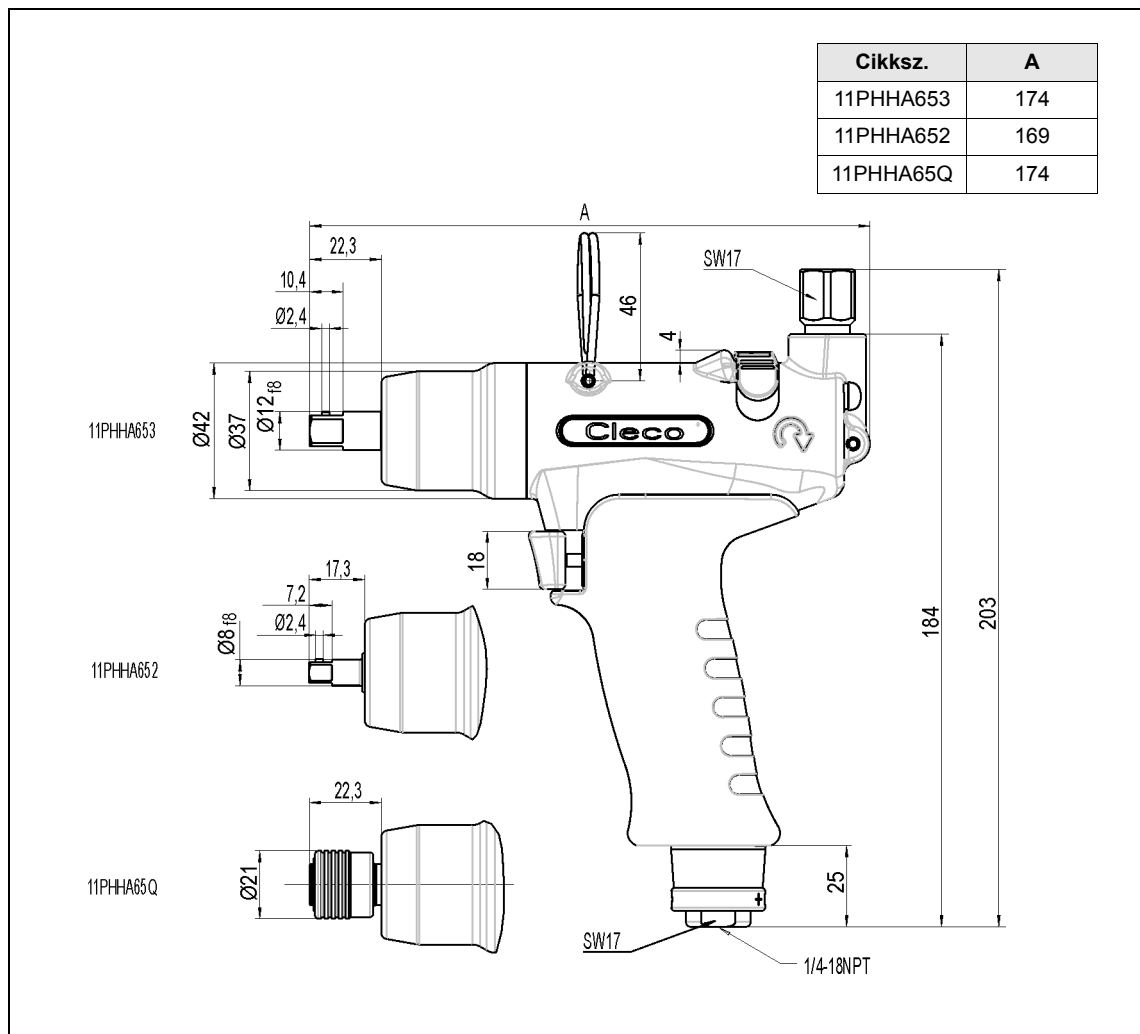 Cikksz. A
11PHHA653 174
11PHHA652 169
11PHHA65Q 174
A
22,3
SW17
10,4
46
Ø2,4
4
11PHHA653
Ø42
Ø37
Ø12 f8
Cleco
18
184
203
17,3
7,2
Ø2,4
Ø8 f8
11PHHA652
22,3
Ø21
11PHHA65Q
25
SW17
1/4-18NPT